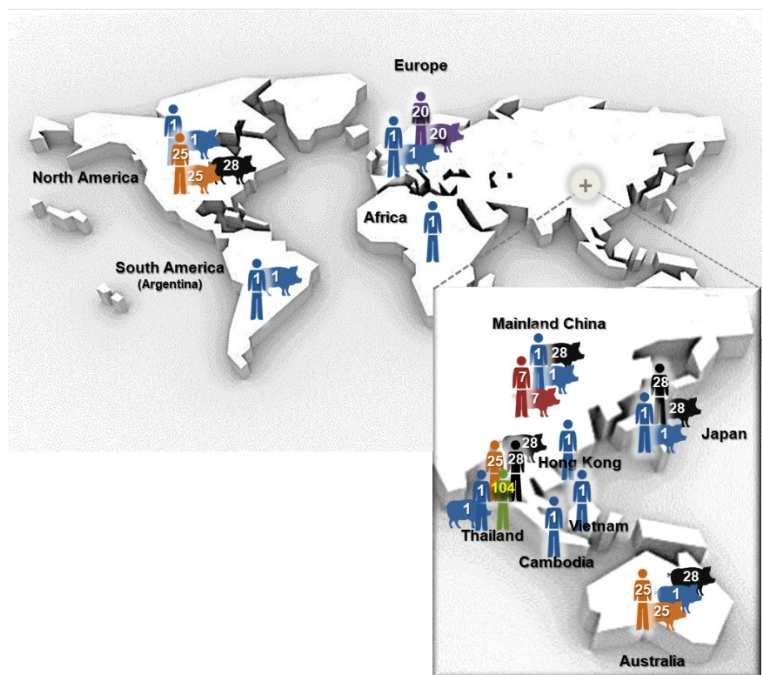 Europe
20
1
20
1
1
1
25
25
28
North America
Africa
1
South America
(Argentina)
1
1
+
Mainland China
1
28
7
1
7
28
28
1
1
Japan
28
25
28
Hong Kong
1
104
1
1
1
Vietnam
Thailand
1
Cambodia
28
25
1
25
Australia